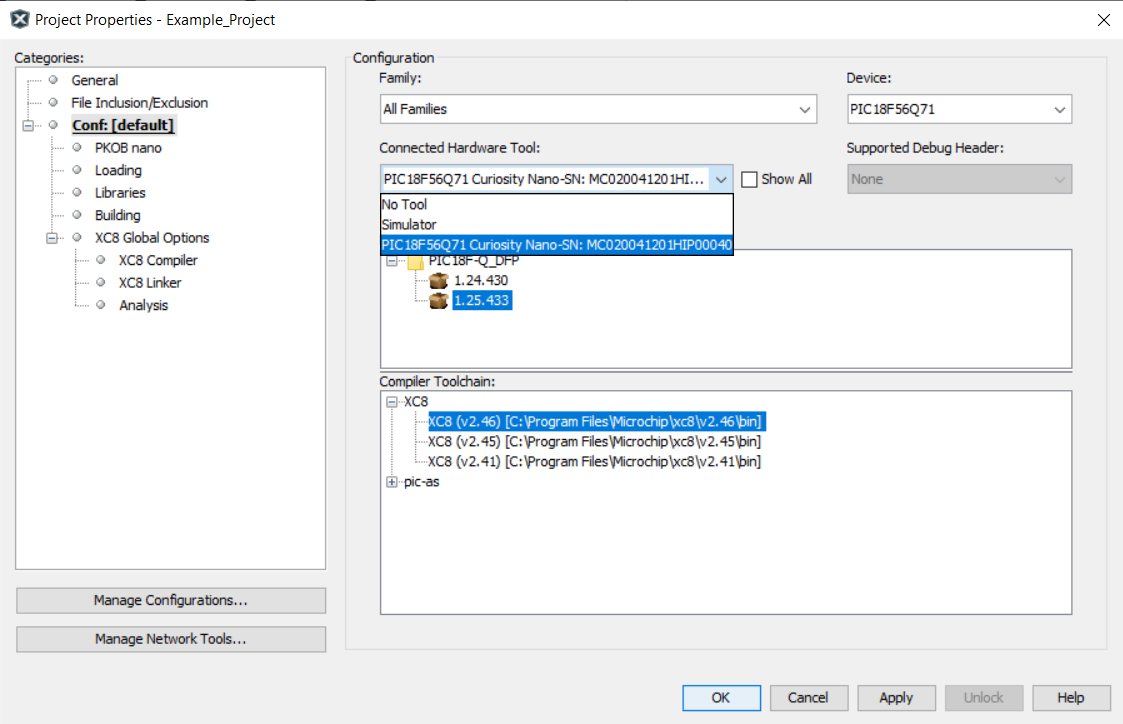 Project Properties - Example_Project
Categories:
General
File Inclusion/Exclusion
Conf: [default]
PKOB nano
Loading
Libraries
Building
XC8 Global Options
XC8 Compiler
XC8 Linker
Analysis
Manage Configurations...
Manage Network Tools...
Configuration
Family:
Device:
All Families
PIC18F56Q71
Connected Hardware Tool:
Supported Debug Header:
PIC18F56Q71 Curiosity Nano-SN: MC020041201HI...
Show All
None
No Tool
Simulator
PIC18F56Q71 Curiosity Nano-SN: MC020041201HIP00040
PIC18F-Q_DFP
1.24.430
1.25.433
Compiler Toolchain:
XC8
XC8 (v2.46) [C:\Program Files\Microchip\xc8\v2.46\bin]
XC8 (v2.45) [C:\Program Files\Microchip\xc8\v2.45\bin]
XC8 (v2.41) [C:\Program Files\Microchip\xc8\v2.41\bin]
pic-as
OK
Cancel
Apply
Unlock
Help